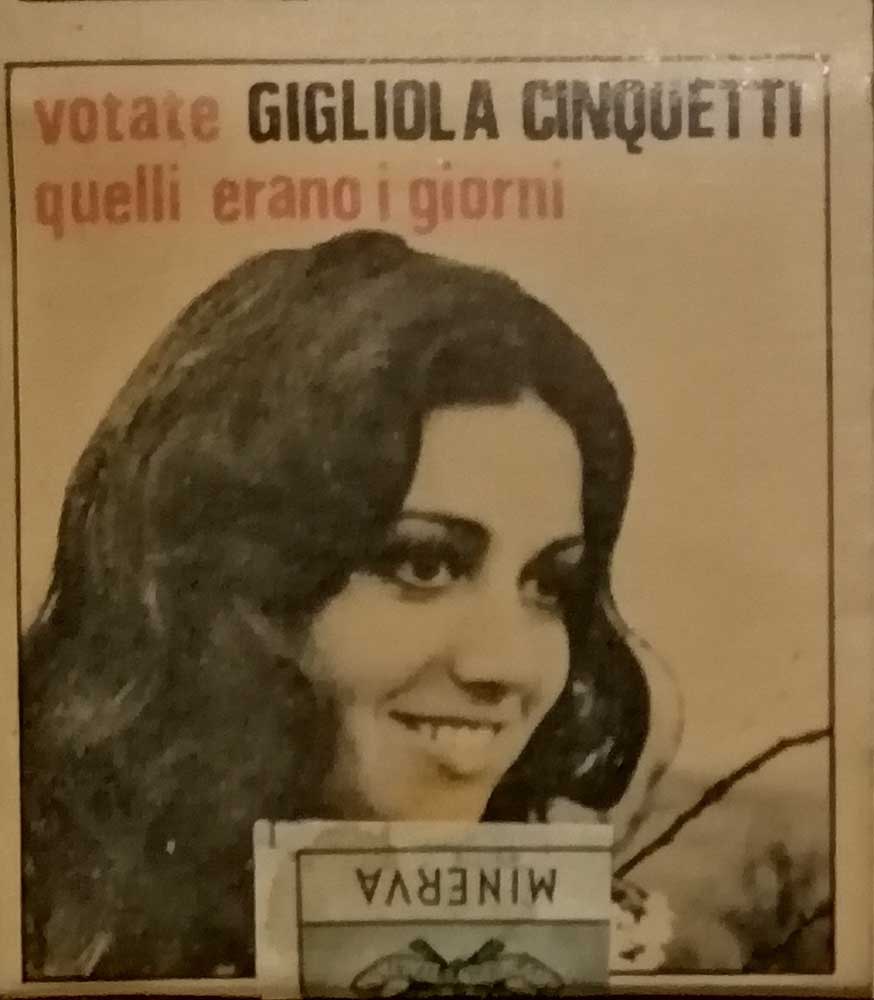 votate GIGLIOLA CINQUETTI
quelli erano i giorni
MINERVA